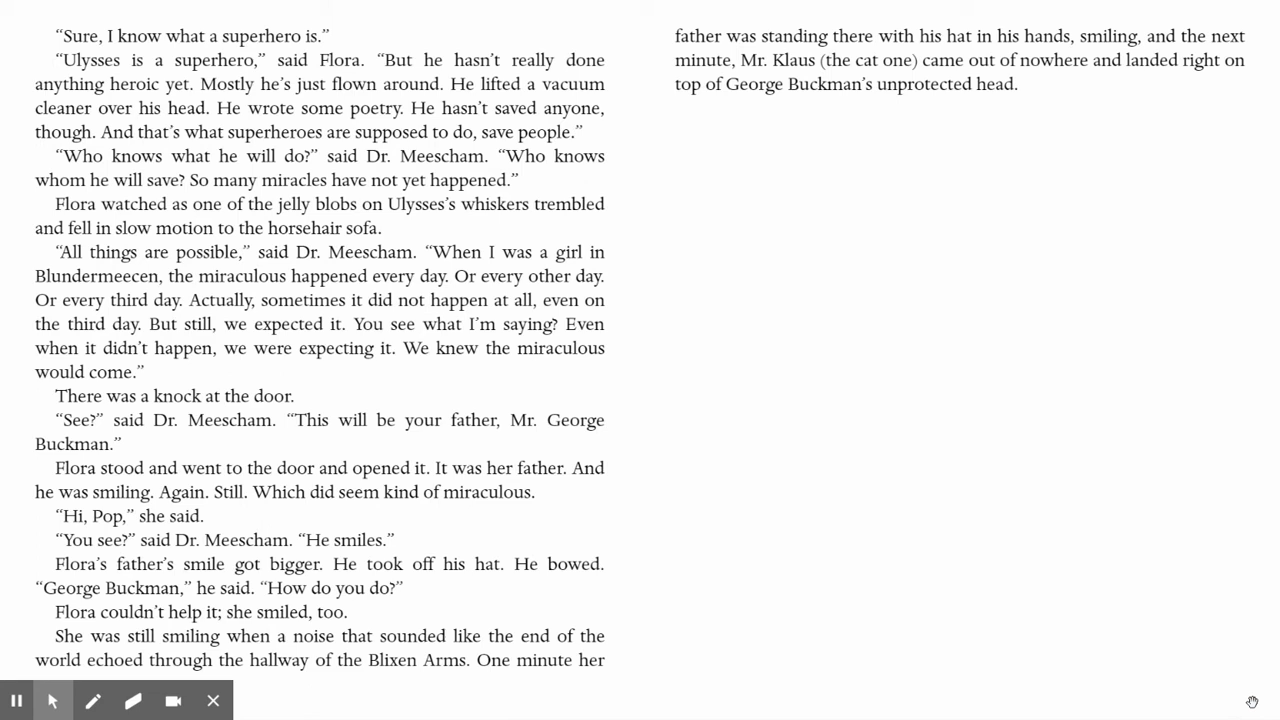 “Sure, I know what a superhero is.”
“Ulysses is a superhero,” said Flora. “But he hasn’t really done
anything heroic yet. Mostly he’s just flown around. He lifted a vacuum
cleaner over his head. He wrote some poetry. He hasn’t saved anyone,
though. And that’s what superheroes are supposed to do, save people.”
“Who knows what he will do?” said Dr. Meescham. “Who knows
whom he will save? So many miracles have not yet happened.”
Flora watched as one of the jelly blobs on Ulysses’s whiskers trembled
and fell in slow motion to the horsehair sofa.
“All things are possible,” said Dr. Meescham. “When I was a girl in
Blundermeecen, the miraculous happened every day. Or every other day.
Or every third day. Actually, sometimes it did not happen at all, even on
the third day. But still, we expected it. You see what I’m saying? Even
when it didn’t happen, we were expecting it. We knew the miraculous
would come.”
There was a knock at the door.
“See?” said Dr. Meescham. “This will be your father, Mr. George
Buckman.”
Flora stood and went to the door and opened it. It was her father. And
he was smiling. Again. Still. Which did seem kind of miraculous.
“Hi, Pop,” she said.
“You see?” said Dr. Meescham. “He smiles.”
Flora’s father’s smile got bigger. He took off his hat. He bowed.
“George Buckman,” he said. “How do you do?”
Flora couldn’t help it; she smiled, too.
She was still smiling when a noise that sounded like the end of the
world echoed through the hallway of the Blixen Arms. One minute her
father was standing there with his hat in his hands, smiling, and the next
minute, Mr. Klaus (the cat one) came out of nowhere and landed right on
top of George Buckman’s unprotected head.